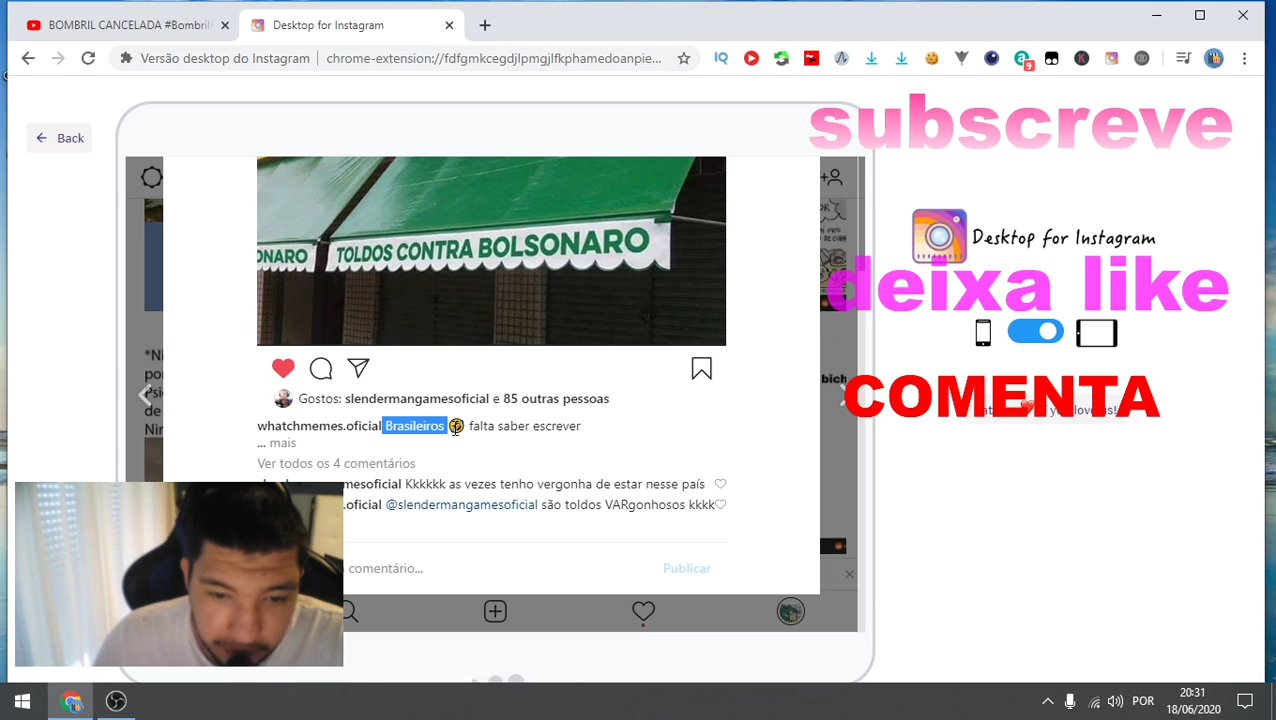 BOMBRIL CANCELADA #Bombril
Desktop for Instagram
Versão desktop do Instagram
chrome-extension://fdfgmkcegdjlpmgjlfkphamedoanpie...
9
Back
subscreve
ONARO
TOLDOS CONTRA BOLSONARO
Desktop for Instagram
deixa like
COMENTA
Gostos: slendermangamesoficial e 85 outras pessoas
whatchmemes.oficial Brasileiros falta saber escrever
... mais
Ver todos os 4 comentários
mesoficial Kkkkkk as vezes tenho vergonha de estar nesse país
.oficial @slendermangamesoficial são toldos VARgonhosos kkkk
comentário...
Publicar
POR
20:31
18/06/2020